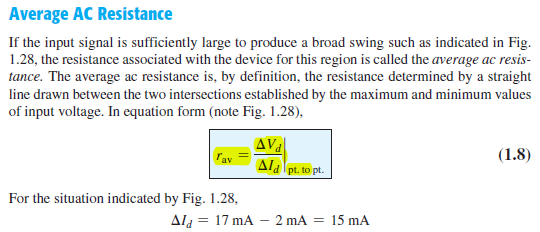 Average AC Resistance
If the input signal is sufficiently large to produce a broad swing such as indicated in Fig.
1.28, the resistance associated with the device for this region is called the average ac resis-
tance. The average ac resistance is, by definition, the resistance determined by a straight
line drawn between the two intersections established by the maximum and minimum values
of input voltage. In equation form (note Fig. 1.28),
r_av = ΔV_d / ΔI_d | pt. to pt. (1.8)
For the situation indicated by Fig. 1.28,
ΔI_d = 17 mA − 2 mA = 15 mA